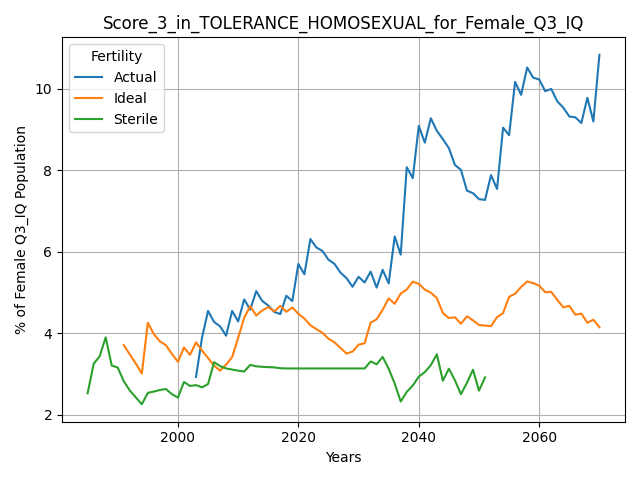 Score_3_in_TOLERANCE_HOMOSEXUAL_for_Female_Q3_IQ
Fertility
Actual
Ideal
Sterile
% of Female Q3_IQ Population
10
8
6
4
2
2000
2020
2040
2060
Years